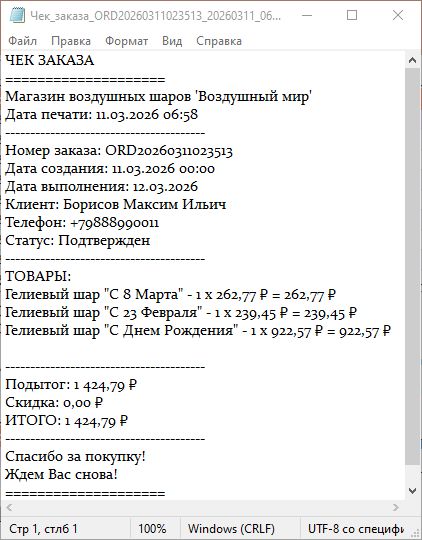 Чек_заказа_ORD20260311023513_20260311_06...
Файл Правка Формат Вид Справка
ЧЕК ЗАКАЗА
====================
Магазин воздушных шаров 'Воздушный мир'
Дата печати: 11.03.2026 06:58
----------------------------------------
Номер заказа: ORD20260311023513
Дата создания: 11.03.2026 00:00
Дата выполнения: 12.03.2026
Клиент: Борисов Максим Ильич
Телефон: +79888990011
Статус: Подтвержден
----------------------------------------
ТОВАРЫ:
Гелиевый шар "С 8 Марта" - 1 x 262,77 ₽ = 262,77 ₽
Гелиевый шар "С 23 Февраля" - 1 x 239,45 ₽ = 239,45 ₽
Гелиевый шар "С Днем Рождения" - 1 x 922,57 ₽ = 922,57 ₽
----------------------------------------
Подытог: 1 424,79 ₽
Скидка: 0,00 ₽
ИТОГО: 1 424,79 ₽
----------------------------------------
Спасибо за покупку!
Ждем Вас снова!
====================
Стр 1, стлб 1 100% Windows (CRLF) UTF-8 со специфи